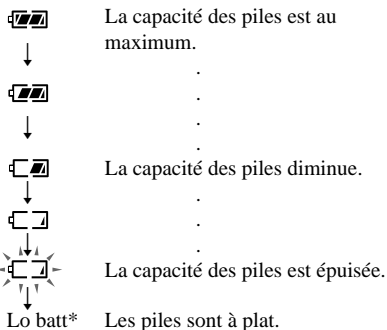 La capacité des piles est au
maximum.
.
.
.
.
La capacité des piles diminue.
.
.
.
La capacité des piles est épuisée.
Lo batt* Les piles sont à plat.